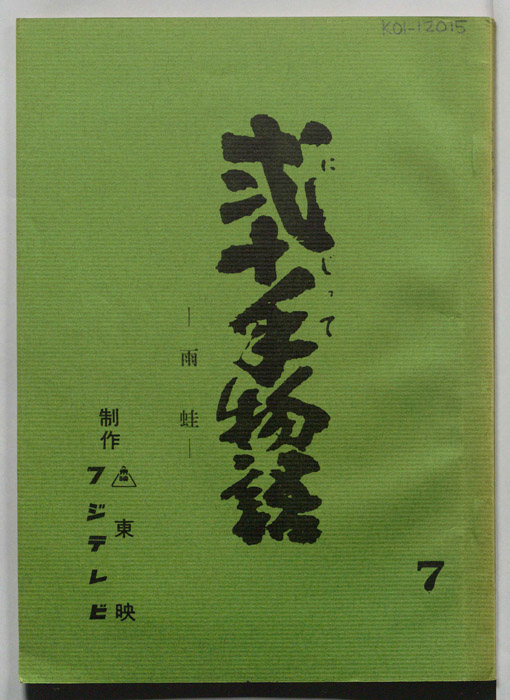 KOI-12015
弐十手物語
にじって
―雨蛙―
制作
東映
フジテレビ
7